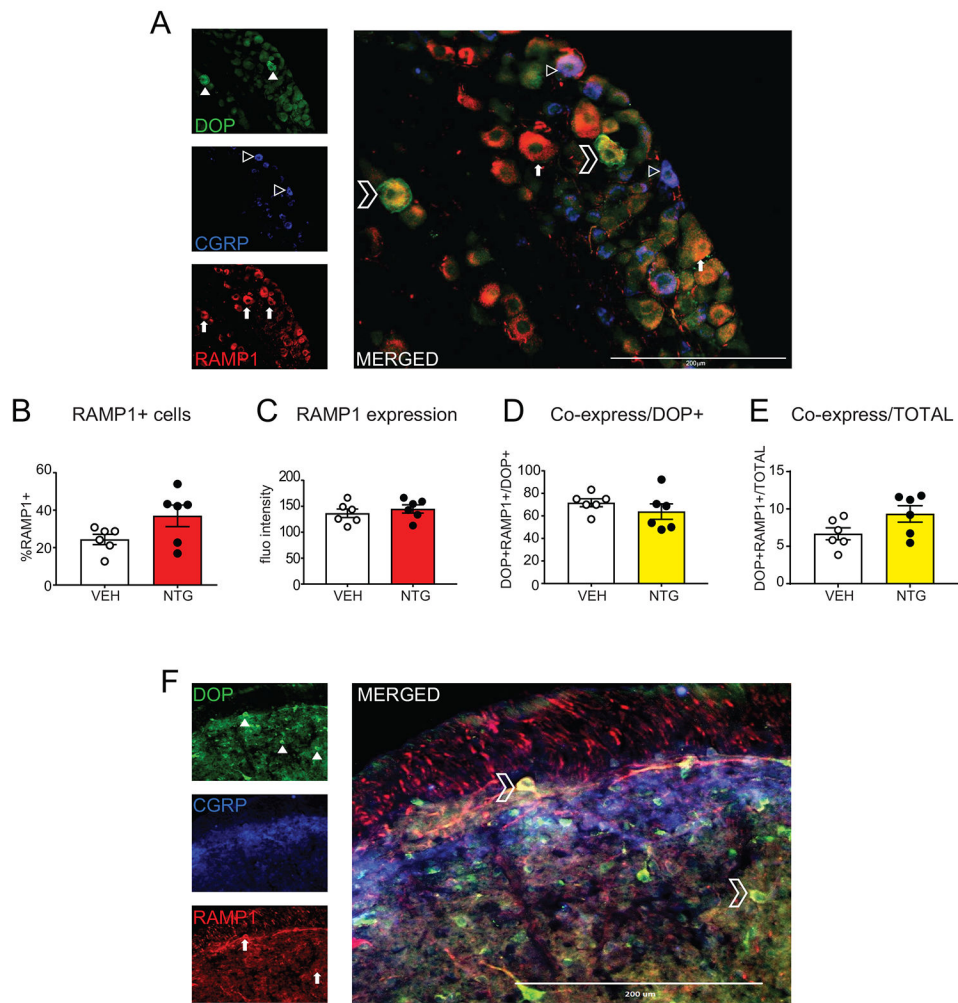 A
DOP
CGRP
RAMP1
MERGED
200µm
B RAMP1+ cells
%RAMP1+
60
40
20
0
VEH NTG
C RAMP1 expression
fluo intensity
200
150
100
50
0
VEH NTG
D Co-express/DOP+
DOP+RAMP1+/DOP+
100
80
60
40
20
0
VEH NTG
E Co-express/TOTAL
DOP+RAMP1+/TOTAL
15
10
5
0
VEH NTG
F
DOP
CGRP
RAMP1
MERGED
200 um